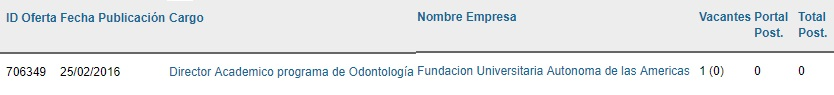 ID Oferta Fecha Publicación Cargo Nombre Empresa Vacantes Portal Post. Total Post.
706349 25/02/2016 Director Academico programa de Odontología Fundacion Universitaria Autonoma de las Americas 1 (0) 0 0